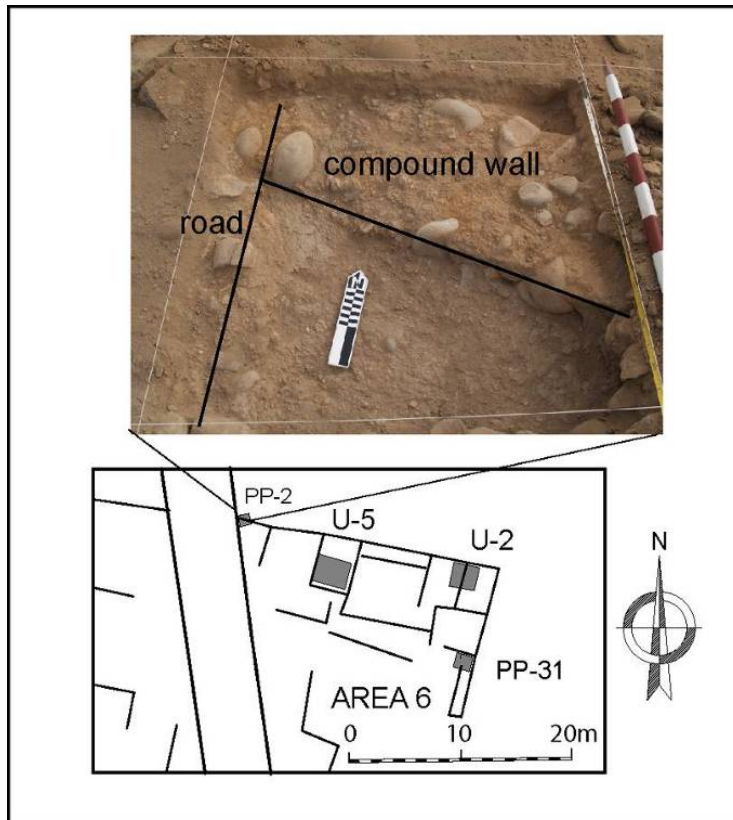 compound wall
road
PP-2
U-5
U-2
N
PP-31
AREA 6
0 10 20m